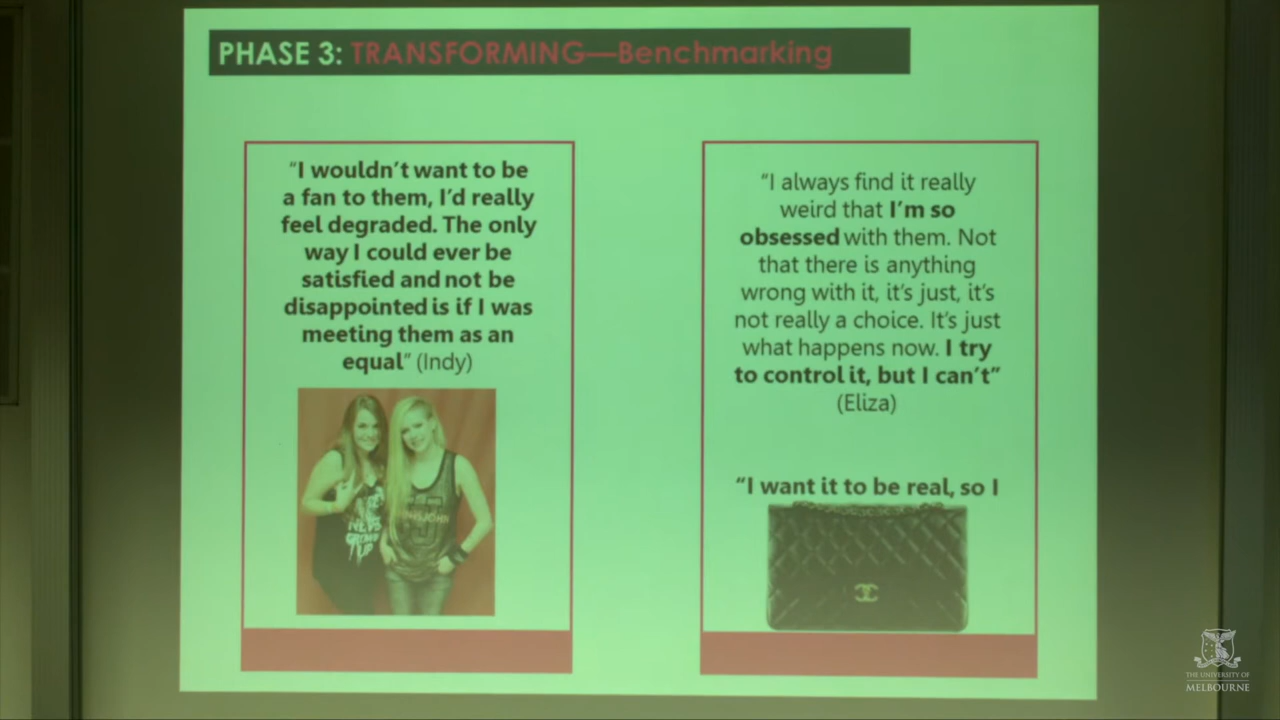 PHASE 3: TRANSFORMING—Benchmarking
“I wouldn’t want to be
a fan to them, I’d really
feel degraded. The only
way I could ever be
satisfied and not be
disappointed is if I was
meeting them as an
equal” (Indy)
NEVER
GROW
UP
“I always find it really
weird that I’m so
obsessed with them. Not
that there is anything
wrong with it, it’s just, it’s
not really a choice. It’s just
what happens now. I try
to control it, but I can’t”
(Eliza)
“I want it to be real, so I
THE UNIVERSITY OF
MELBOURNE